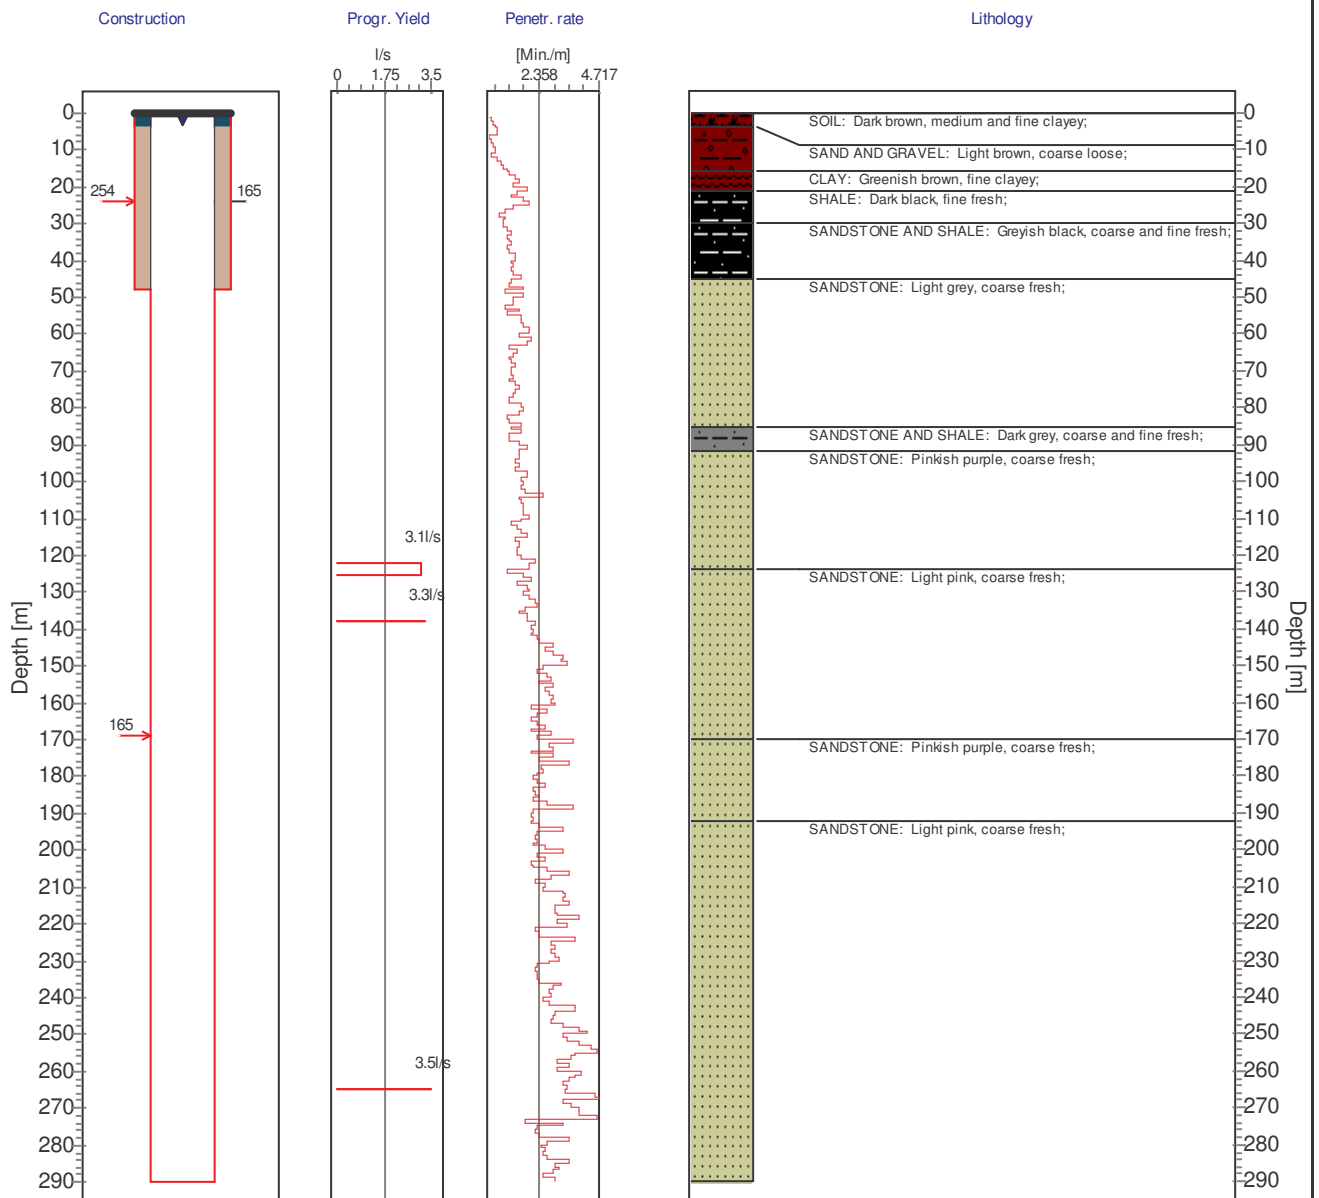 Construction Progr. Yield Penetr. rate Lithology
l/s [Min./m]
0 1.75 3.5 2.358 4.717
0 0
SOIL: Dark brown, medium and fine clayey;
10 10
SAND AND GRAVEL: Light brown, coarse loose;
CLAY: Greenish brown, fine clayey;
20 20
254 165
SHALE: Dark black, fine fresh;
30 30
SANDSTONE AND SHALE: Greyish black, coarse and fine fresh;
40 40
SANDSTONE: Light grey, coarse fresh;
50 50
60 60
70 70
80 80
SANDSTONE AND SHALE: Dark grey, coarse and fine fresh;
90 90
SANDSTONE: Pinkish purple, coarse fresh;
100 100
110 110
3.1l/s
120 120
SANDSTONE: Light pink, coarse fresh;
130 130
3.3l/s
140 140
Depth [m] Depth [m]
150 150
160 160
165
170 170
SANDSTONE: Pinkish purple, coarse fresh;
180 180
190 190
SANDSTONE: Light pink, coarse fresh;
200 200
210 210
220 220
230 230
240 240
250 250
3.5l/s
260 260
270 270
280 280
290 290